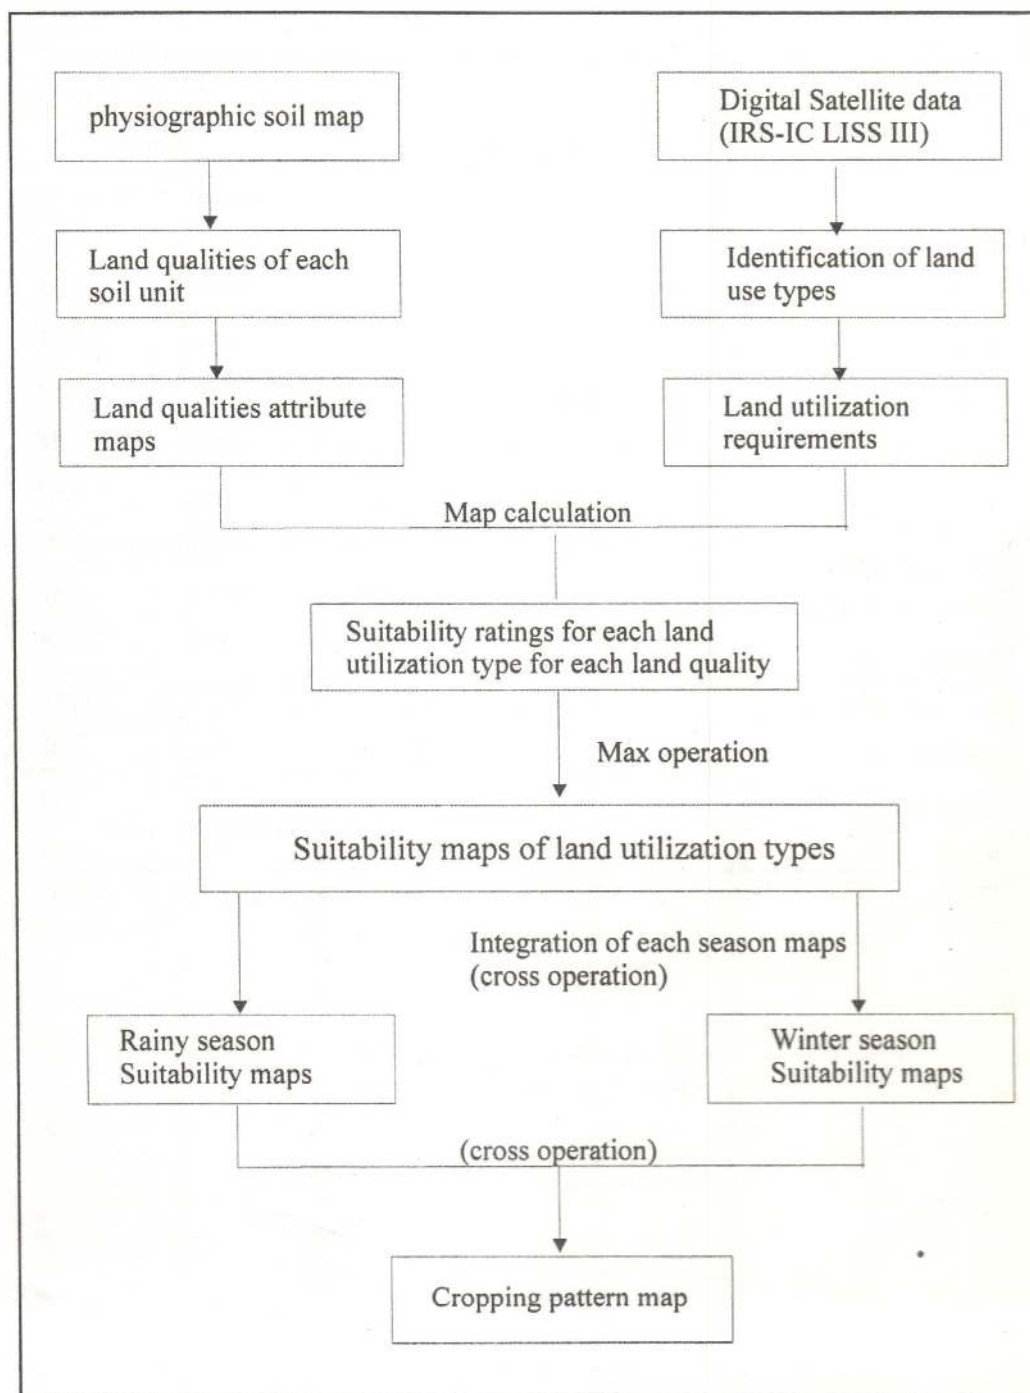 physiographic soil map
Digital Satellite data
(IRS-IC LISS III)
Land qualities of each
soil unit
Identification of land
use types
Land qualities attribute
maps
Land utilization
requirements
Map calculation
Suitability ratings for each land
utilization type for each land quality
Max operation
Suitability maps of land utilization types
Integration of each season maps
(cross operation)
Rainy season
Suitability maps
Winter season
Suitability maps
(cross operation)
Cropping pattern map